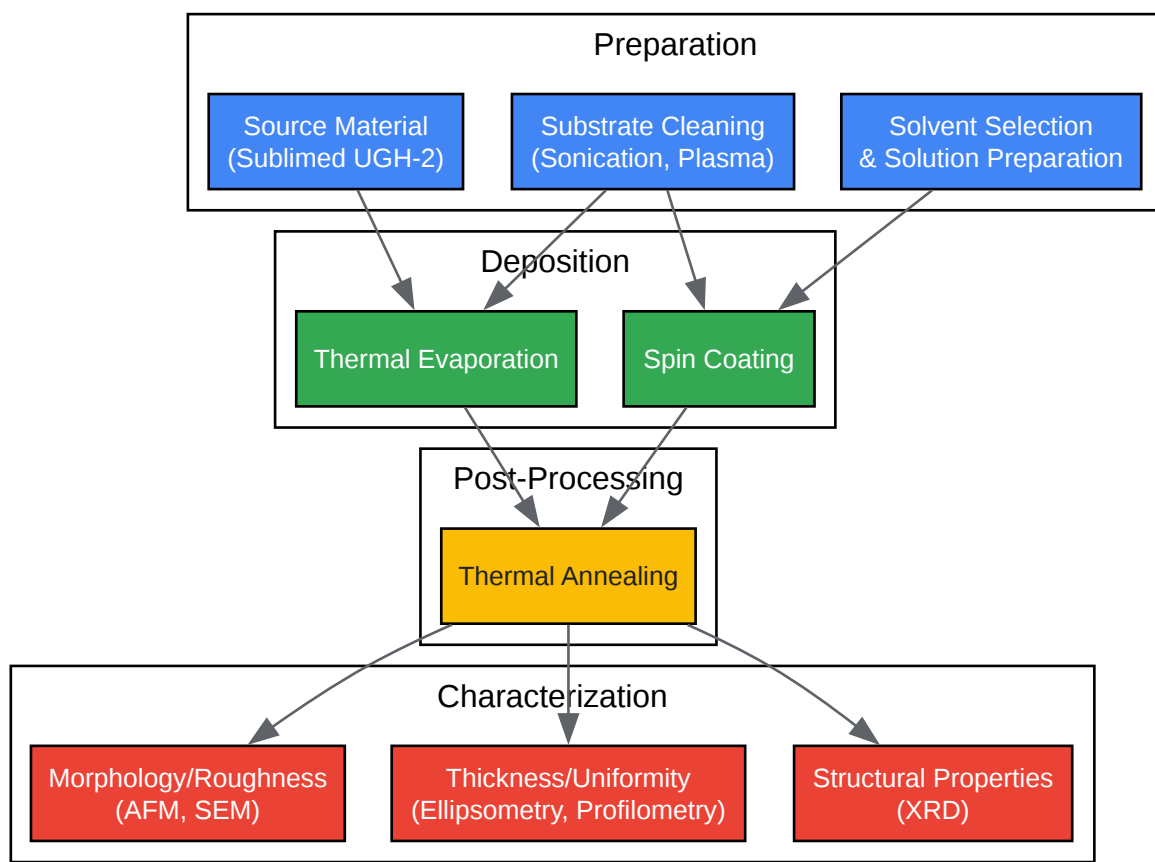 Preparation
Source Material
(Sublimed UGH-2)
Substrate Cleaning
(Sonication, Plasma)
Solvent Selection
& Solution Preparation
Deposition
Thermal Evaporation
Spin Coating
Post-Processing
Thermal Annealing
Characterization
Morphology/Roughness
(AFM, SEM)
Thickness/Uniformity
(Ellipsometry, Profilometry)
Structural Properties
(XRD)